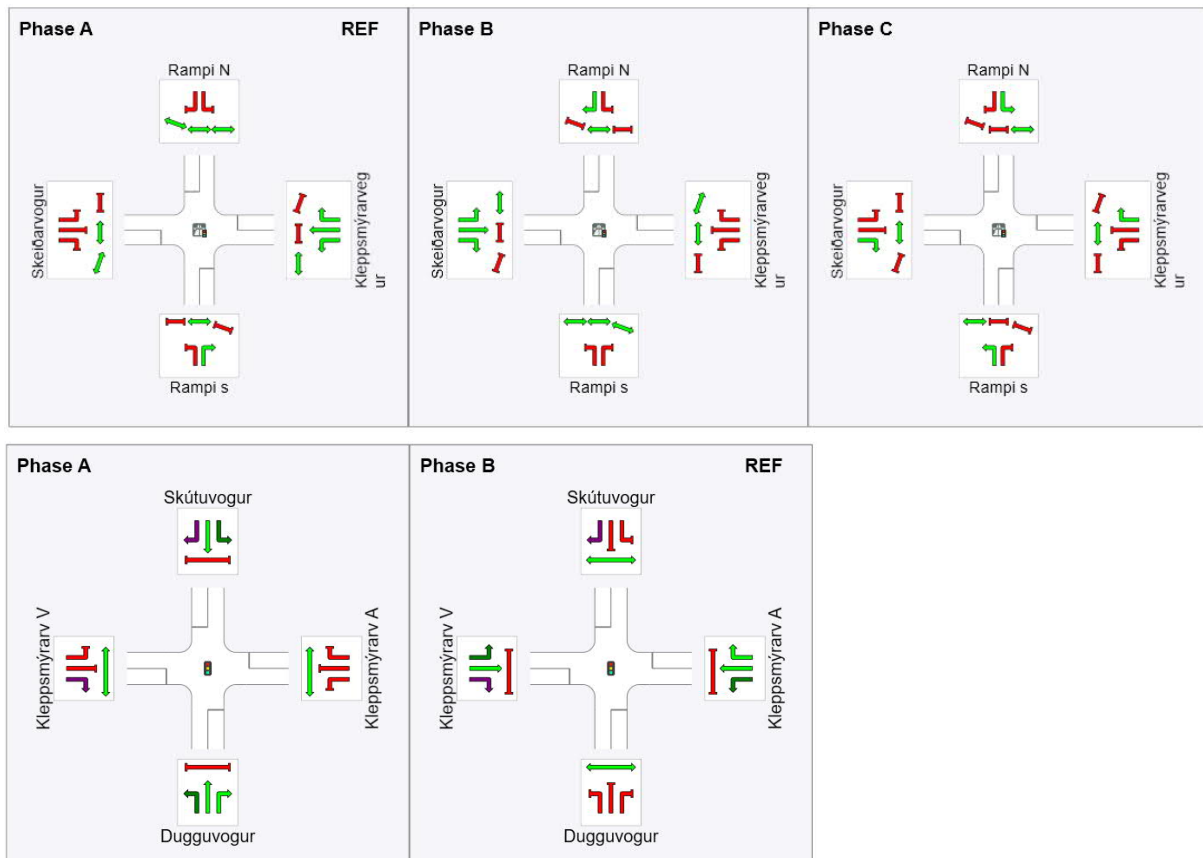 Phase A REF
Rampi N
Skeiðarvogur
Kleppsmýrarveg
ur
Rampi s
Phase B
Rampi N
Skeiðarvogur
Kleppsmýrarveg
ur
Rampi s
Phase C
Rampi N
Skeiðarvogur
Kleppsmýrarveg
ur
Rampi s
Phase A
Skútuvogur
Kleppsmýrarv V
Kleppsmýrarv A
Dugguvogur
Phase B REF
Skútuvogur
Kleppsmýrarv V
Kleppsmýrarv A
Dugguvogur